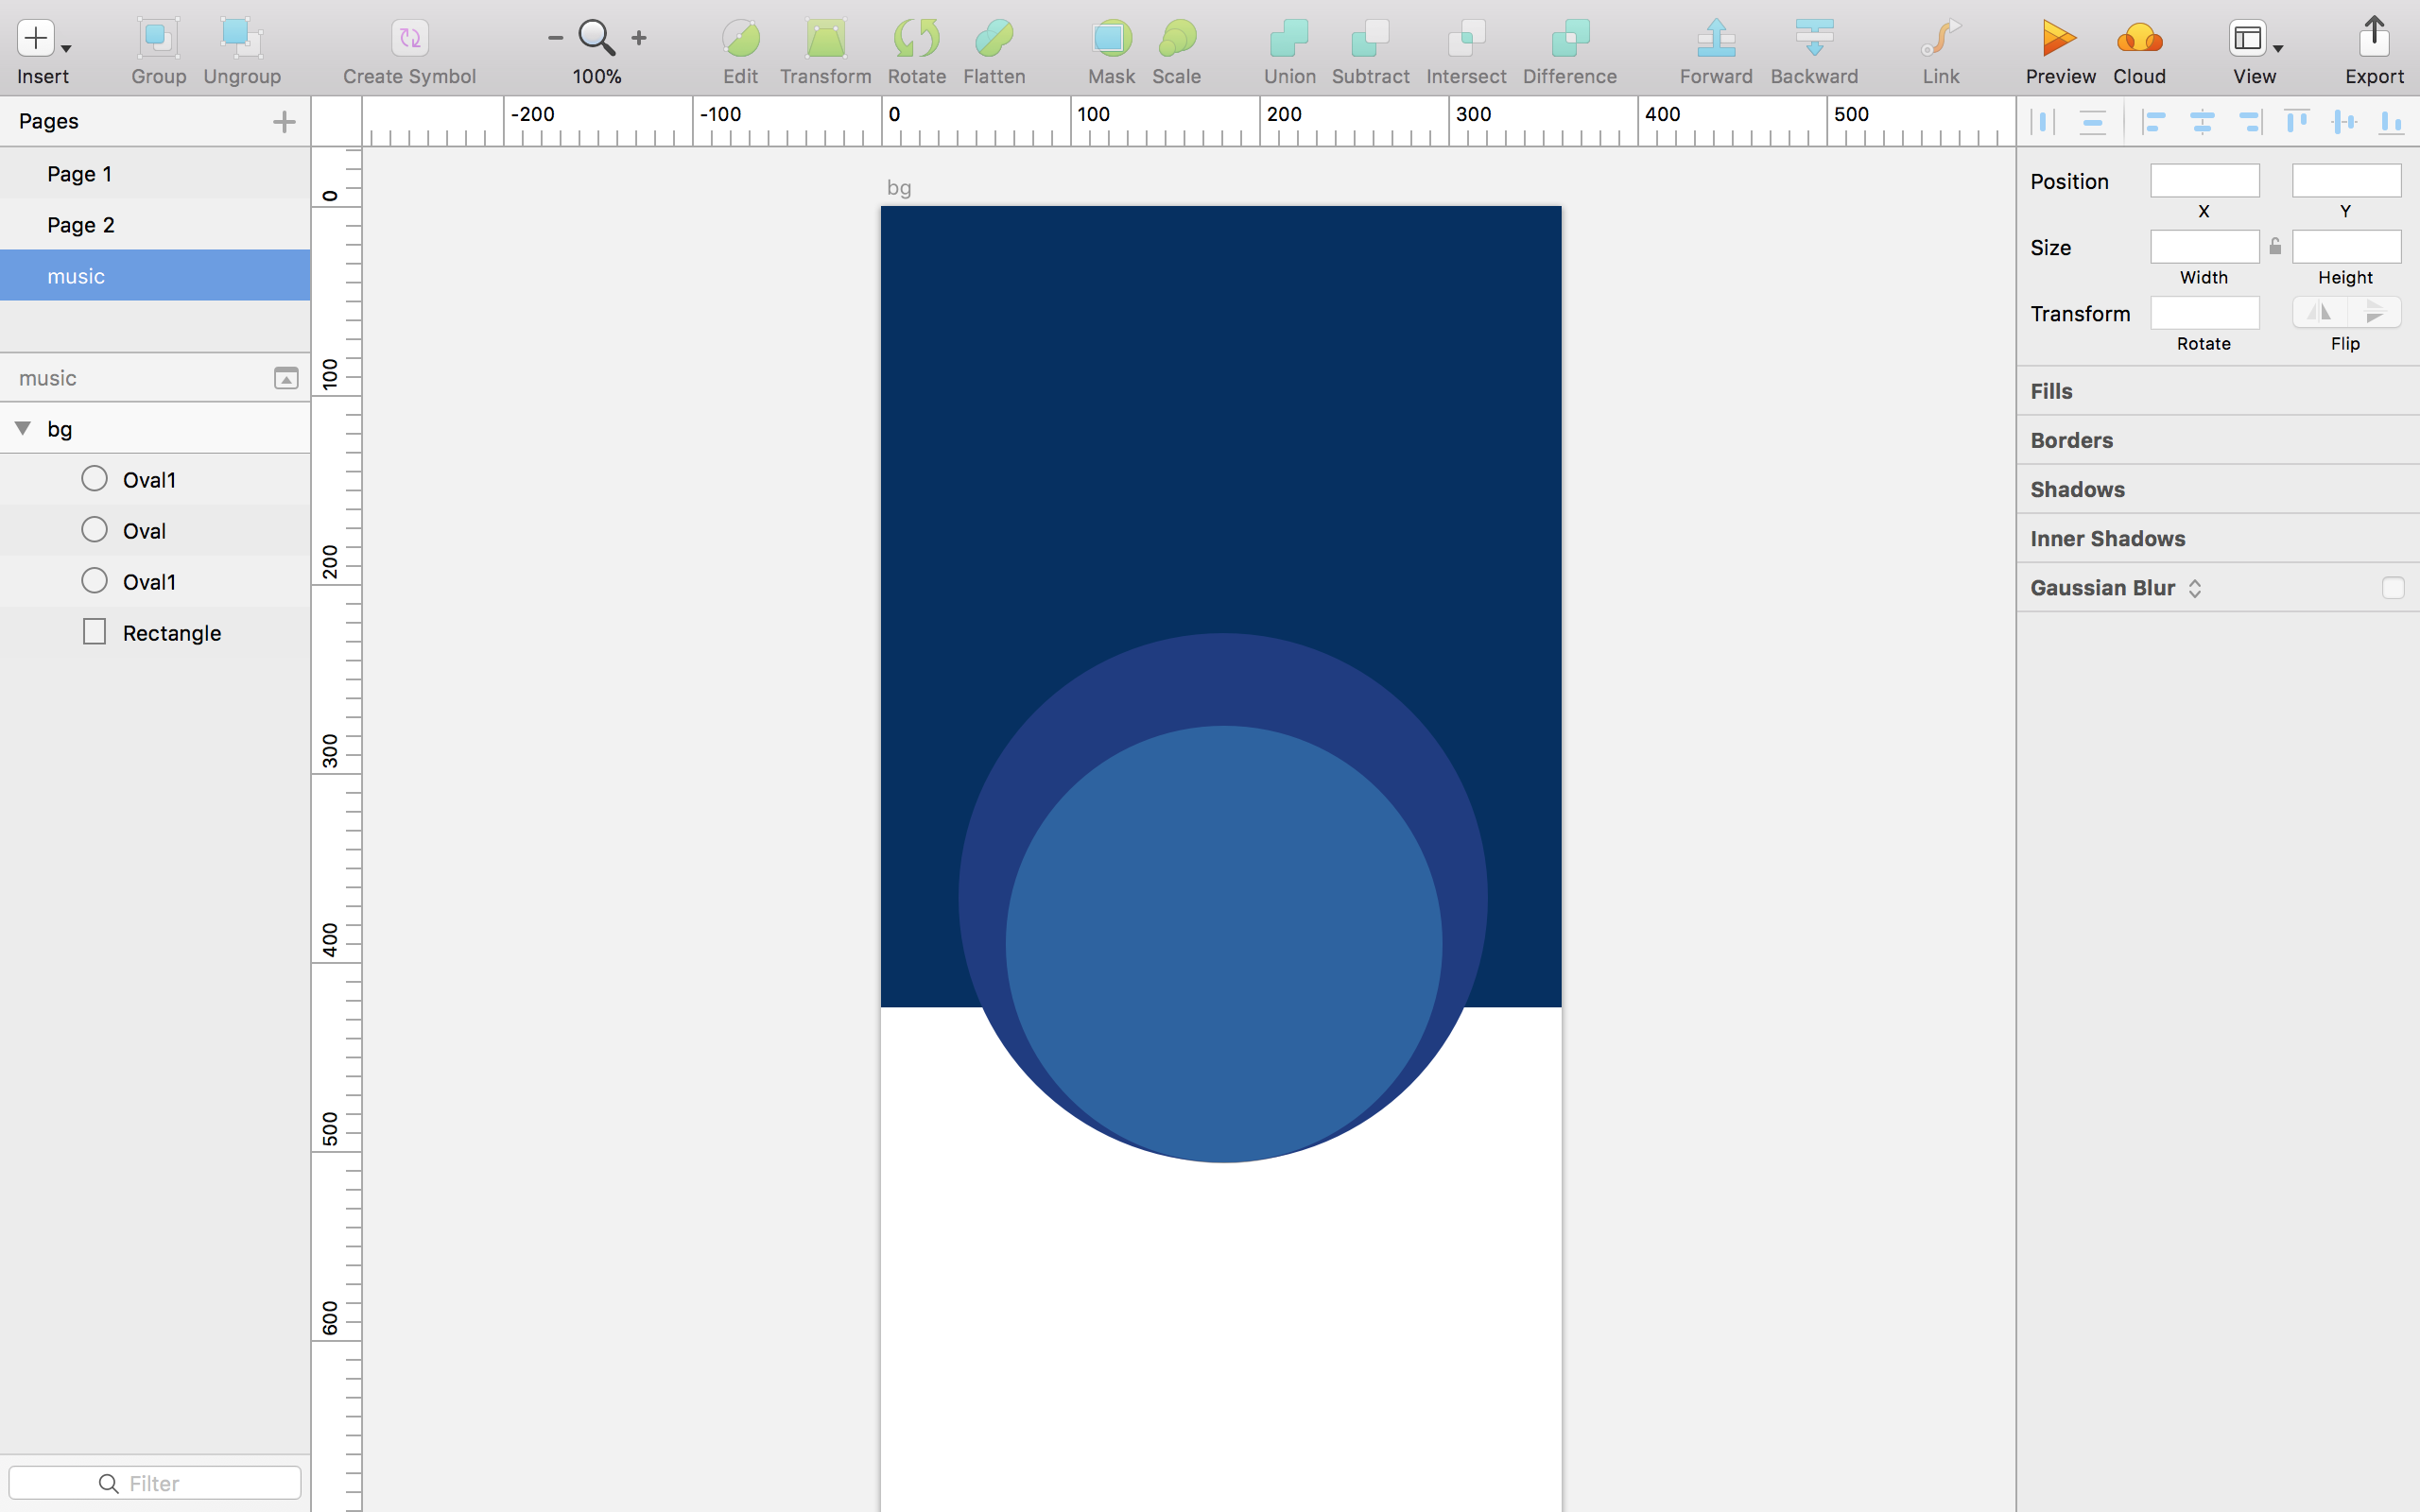 Insert Group Ungroup Create Symbol 100% Edit Transform Rotate Flatten Mask Scale Union Subtract Intersect Difference Forward Backward Link Preview Cloud View Export
Pages
Page 1
Page 2
music
music
bg
Oval1
Oval
Oval1
Rectangle
Filter
-200 -100 0 100 200 300 400 500
0
100
200
300
400
500
600
bg
Position
X Y
Size
Width Height
Transform
Rotate Flip
Fills
Borders
Shadows
Inner Shadows
Gaussian Blur